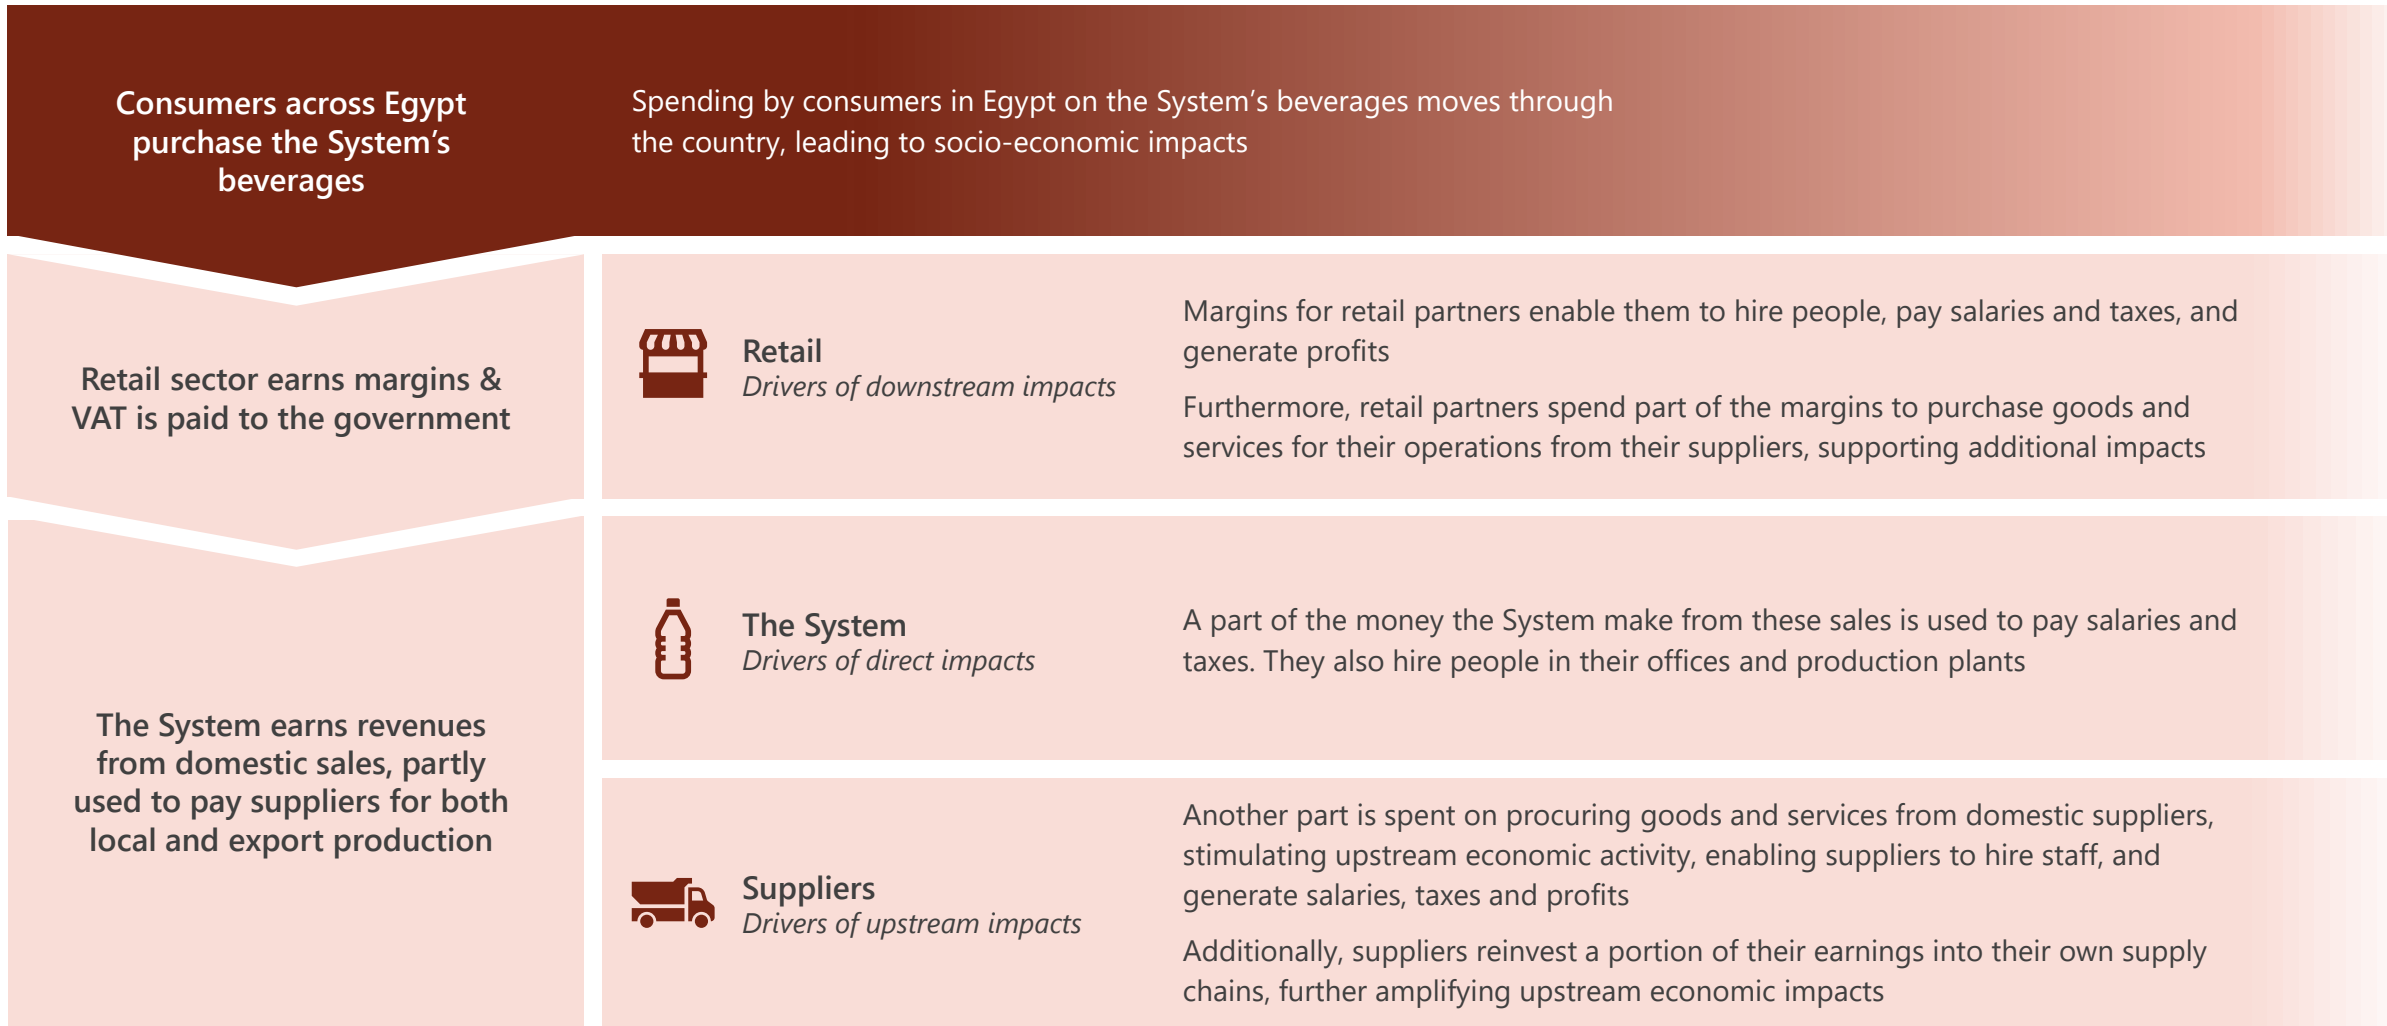 Consumers across Egypt
purchase the System’s
beverages
Spending by consumers in Egypt on the System’s beverages moves through
the country, leading to socio-economic impacts
Retail sector earns margins &
VAT is paid to the government
Retail
Drivers of downstream impacts
Margins for retail partners enable them to hire people, pay salaries and taxes, and
generate profits
Furthermore, retail partners spend part of the margins to purchase goods and
services for their operations from their suppliers, supporting additional impacts
The System earns revenues
from domestic sales, partly
used to pay suppliers for both
local and export production
The System
Drivers of direct impacts
A part of the money the System make from these sales is used to pay salaries and
taxes. They also hire people in their offices and production plants
Suppliers
Drivers of upstream impacts
Another part is spent on procuring goods and services from domestic suppliers,
stimulating upstream economic activity, enabling suppliers to hire staff, and
generate salaries, taxes and profits
Additionally, suppliers reinvest a portion of their earnings into their own supply
chains, further amplifying upstream economic impacts